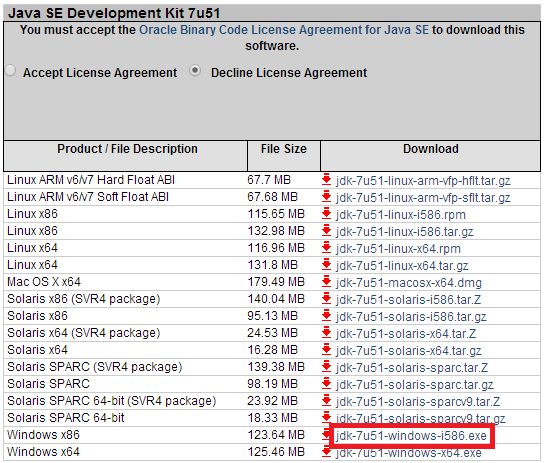 Java SE Development Kit 7u51
You must accept the Oracle Binary Code License Agreement for Java SE to download this
software.
Accept License Agreement Decline License Agreement
Product / File Description File Size Download
Linux ARM v6/v7 Hard Float ABI 67.7 MB jdk-7u51-linux-arm-vfp-hflt.tar.gz
Linux ARM v6/v7 Soft Float ABI 67.68 MB jdk-7u51-linux-arm-vfp-sflt.tar.gz
Linux x86 115.65 MB jdk-7u51-linux-i586.rpm
Linux x86 132.98 MB jdk-7u51-linux-i586.tar.gz
Linux x64 116.96 MB jdk-7u51-linux-x64.rpm
Linux x64 131.8 MB jdk-7u51-linux-x64.tar.gz
Mac OS X x64 179.49 MB jdk-7u51-macosx-x64.dmg
Solaris x86 (SVR4 package) 140.04 MB jdk-7u51-solaris-i586.tar.Z
Solaris x86 95.13 MB jdk-7u51-solaris-i586.tar.gz
Solaris x64 (SVR4 package) 24.53 MB jdk-7u51-solaris-x64.tar.Z
Solaris x64 16.28 MB jdk-7u51-solaris-x64.tar.gz
Solaris SPARC (SVR4 package) 139.38 MB jdk-7u51-solaris-sparc.tar.Z
Solaris SPARC 98.19 MB jdk-7u51-solaris-sparc.tar.gz
Solaris SPARC 64-bit (SVR4 package) 23.92 MB jdk-7u51-solaris-sparcv9.tar.Z
Solaris SPARC 64-bit 18.33 MB jdk-7u51-solaris-sparcv9.tar.gz
Windows x86 123.64 MB jdk-7u51-windows-i586.exe
Windows x64 125.46 MB jdk-7u51-windows-x64.exe